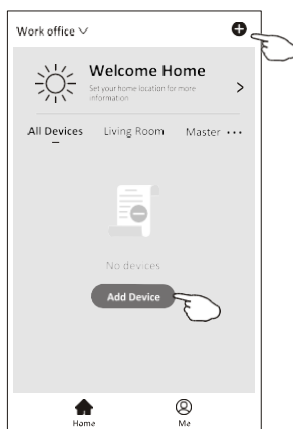 Work office
Welcome Home
Set your home location for more
information
All Devices Living Room Master ...
No devices
Add Device
Home Me